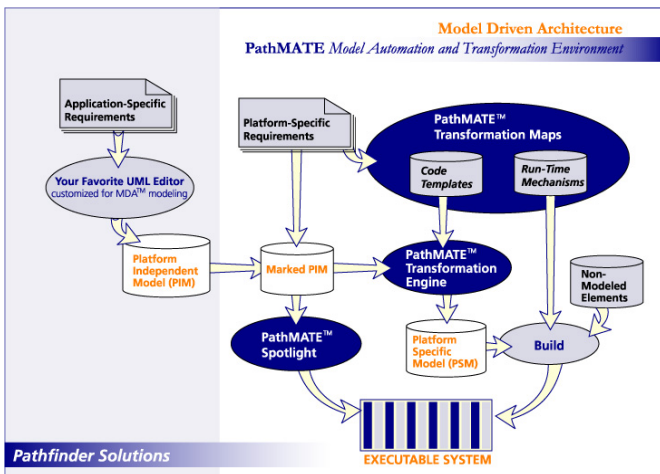 Model Driven Architecture
PathMATE Model Automation and Transformation Environment
Application-Specific
Requirements
Platform-Specific
Requirements
PathMATE™
Transformation Maps
Code
Templates
Run-Time
Mechanisms
Your Favorite UML Editor
customized for MDA™ modeling
Platform
Independent
Model (PIM)
Marked PIM
PathMATE™
Transformation
Engine
Non-
Modeled
Elements
PathMATE™
Spotlight
Platform
Specific
Model (PSM)
Build
EXECUTABLE SYSTEM
Pathfinder Solutions